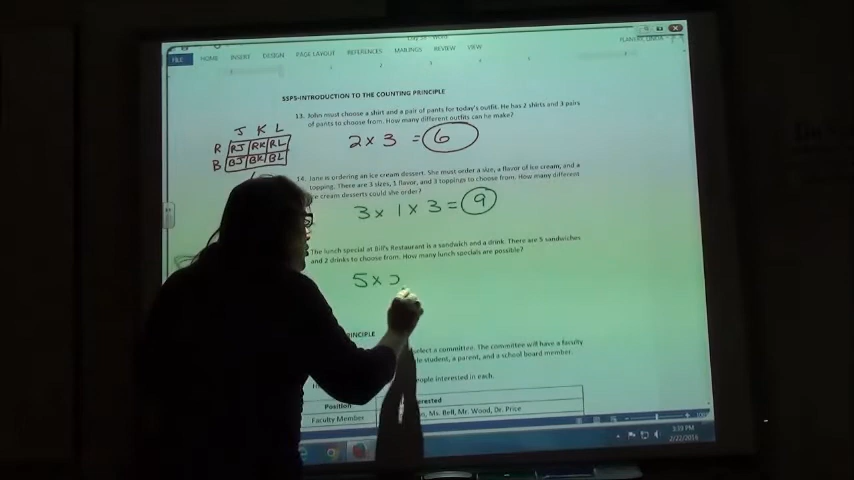 FILE HOME INSERT DESIGN PAGE LAYOUT REFERENCES MAILINGS REVIEW VIEW
SSP5-INTRODUCTION TO THE COUNTING PRINCIPLE
13. Jules must choose a shirt and a pair of pants for today's outfit. He has 2 shirts and 3 pairs
of pants to choose from. How many different outfits can he make?
J K L
R RJ RK RL
B BJ BK BL
2 x 3 = 6
14. Jane is ordering an ice cream dessert. She must order a size, a flavor of ice cream, and a
topping. There are 3 sizes, 1 flavor, and 3 toppings to choose from. How many different
ice cream desserts could she order?
3 x 1 x 3 = 9
The lunch special at Bill's Restaurant is a sandwich and a drink. There are 5 sandwiches
and 2 drinks to choose from. How many lunch specials are possible?
5 x 2
PRINCIPLE
select a committee. The committee will have a faculty
student, a parent, and a school board member.
people interested in each.
Position
Faculty Member
Ms. Bell, Mr. Wood, Dr. Price
3:39 PM
2/22/2016